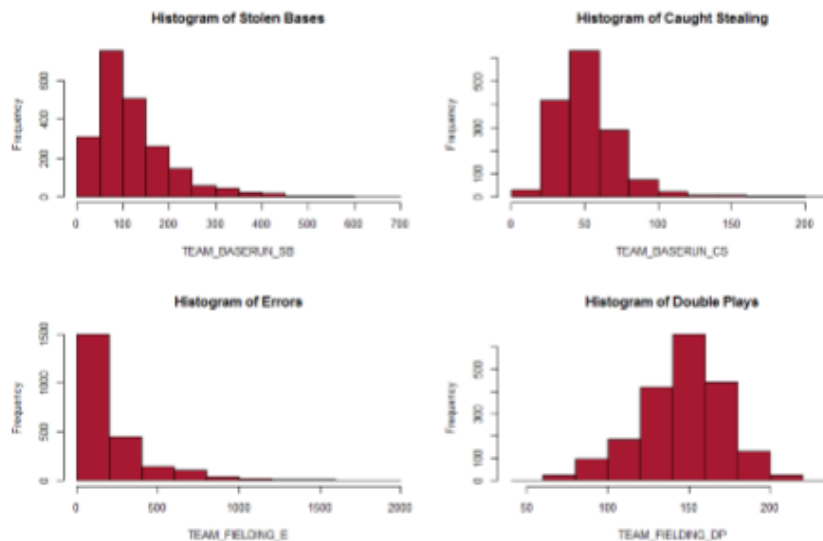 Histogram of Stolen Bases
Frequency
0 200 400 600
0 100 200 300 400 500 600 700
TEAM_BASERUN_SB
Histogram of Caught Stealing
Frequency
100 300 500
0 50 100 150 200
TEAM_BASERUN_CS
Histogram of Errors
Frequency
0 500 1000 1500
0 500 1000 1500 2000
TEAM_FIELDING_E
Histogram of Double Plays
Frequency
100 300 500
50 100 150 200
TEAM_FIELDING_DP